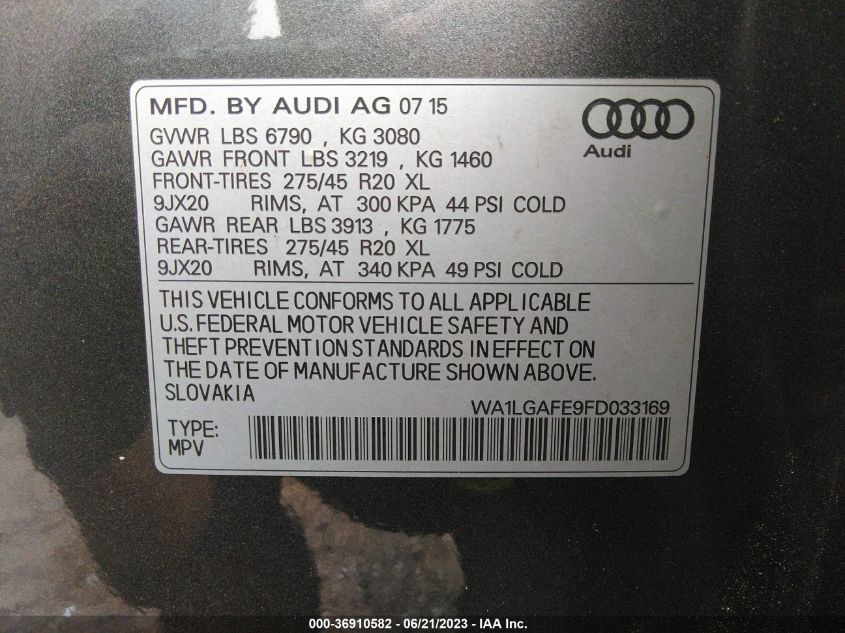 MFD. BY AUDI AG 07 15
GVWR LBS 6790 , KG 3080
GAWR FRONT LBS 3219 , KG 1460
FRONT-TIRES 275/45 R20 XL
9JX20 RIMS, AT 300 KPA 44 PSI COLD
GAWR REAR LBS 3913 , KG 1775
REAR-TIRES 275/45 R20 XL
9JX20 RIMS, AT 340 KPA 49 PSI COLD
Audi
THIS VEHICLE CONFORMS TO ALL APPLICABLE
U.S. FEDERAL MOTOR VEHICLE SAFETY AND
THEFT PREVENTION STANDARDS IN EFFECT ON
THE DATE OF MANUFACTURE SHOWN ABOVE.
SLOVAKIA
WA1LGAFE9FD033169
TYPE:
MPV
000-36910582 - 06/21/2023 - IAA Inc.